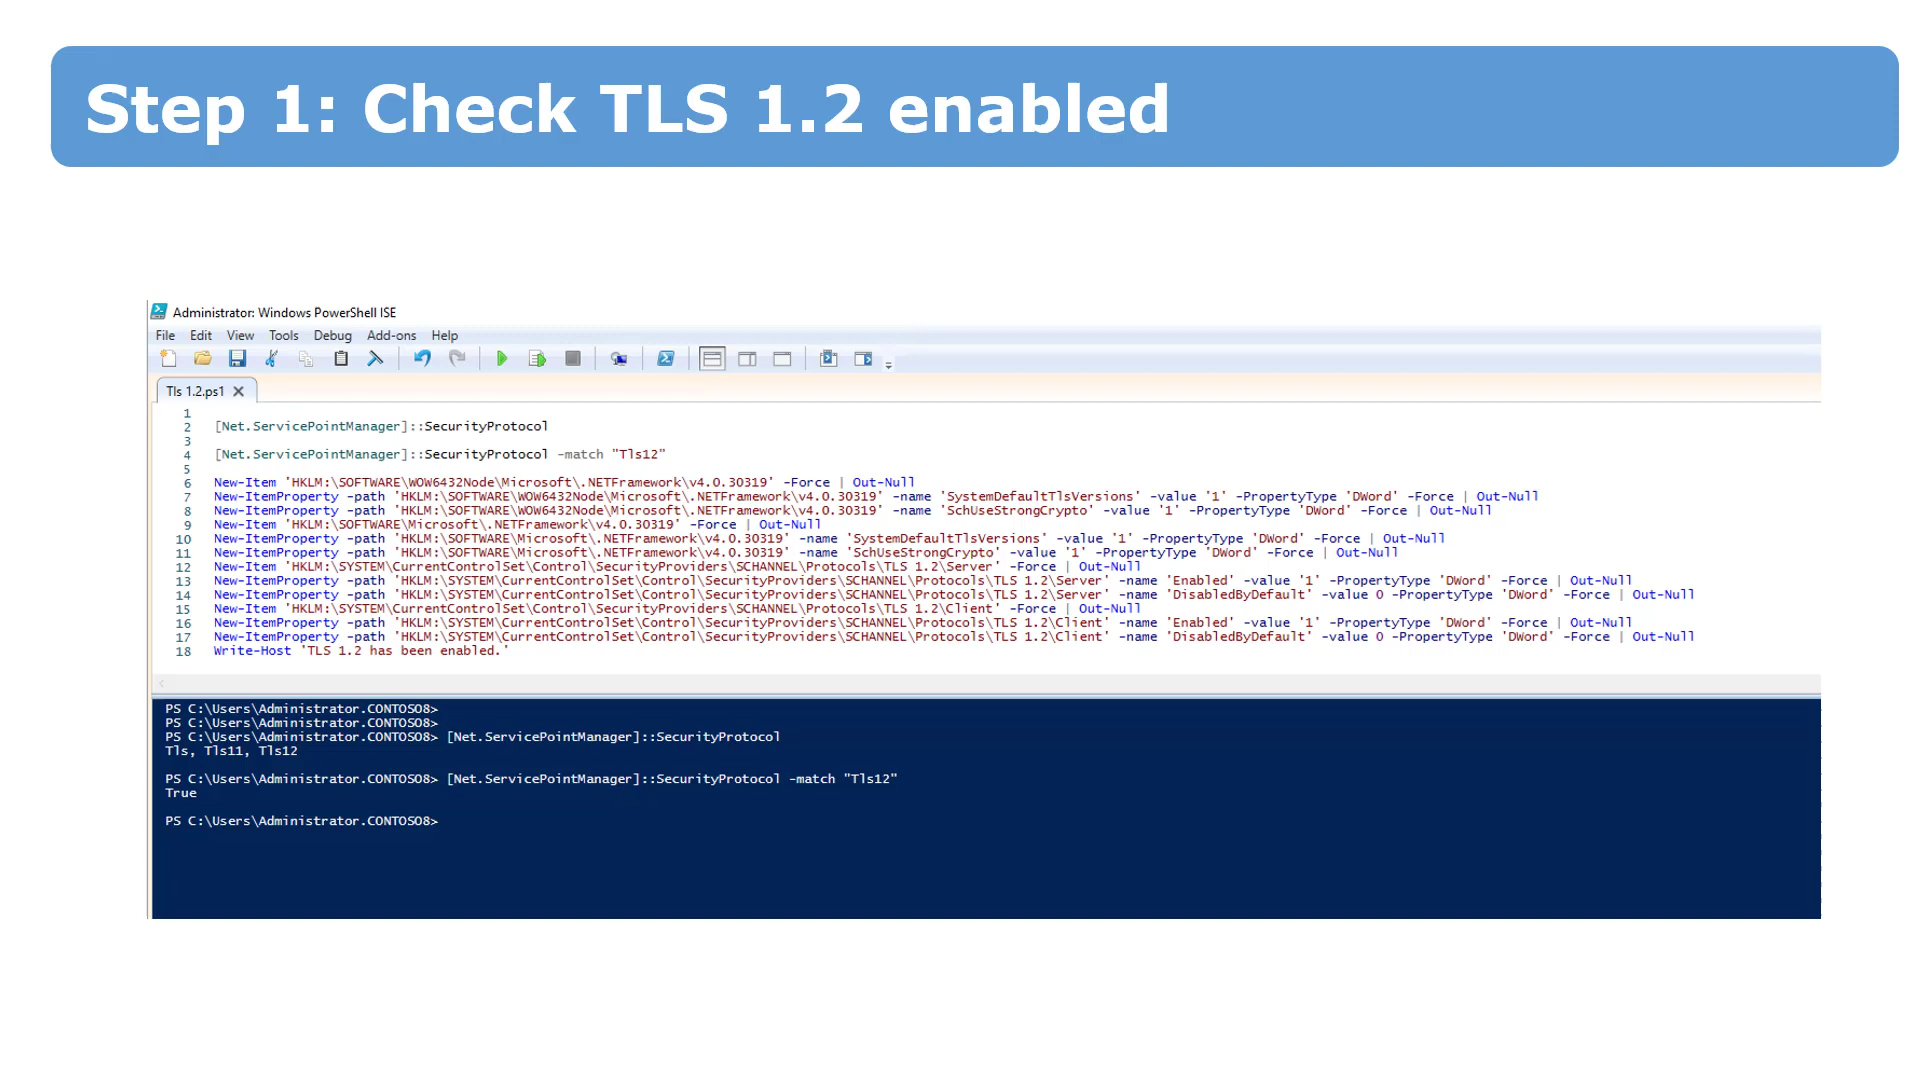 Step 1: Check TLS 1.2 enabled
Administrator: Windows PowerShell ISE
File Edit View Tools Debug Add-ons Help
Tls 1.2.ps1
1
2 [Net.ServicePointManager]::SecurityProtocol
3
4 [Net.ServicePointManager]::SecurityProtocol -match "Tls12"
5
6 New-Item 'HKLM:\SOFTWARE\WOW6432Node\Microsoft\.NETFramework\v4.0.30319' -Force | Out-Null
7 New-ItemProperty -path 'HKLM:\SOFTWARE\WOW6432Node\Microsoft\.NETFramework\v4.0.30319' -name 'SystemDefaultTlsVersions' -value '1' -PropertyType 'DWord' -Force | Out-Null
8 New-ItemProperty -path 'HKLM:\SOFTWARE\WOW6432Node\Microsoft\.NETFramework\v4.0.30319' -name 'SchUseStrongCrypto' -value '1' -PropertyType 'DWord' -Force | Out-Null
9 New-Item 'HKLM:\SOFTWARE\Microsoft\.NETFramework\v4.0.30319' -Force | Out-Null
10 New-ItemProperty -path 'HKLM:\SOFTWARE\Microsoft\.NETFramework\v4.0.30319' -name 'SystemDefaultTlsVersions' -value '1' -PropertyType 'DWord' -Force | Out-Null
11 New-ItemProperty -path 'HKLM:\SOFTWARE\Microsoft\.NETFramework\v4.0.30319' -name 'SchUseStrongCrypto' -value '1' -PropertyType 'DWord' -Force | Out-Null
12 New-Item 'HKLM:\SYSTEM\CurrentControlSet\Control\SecurityProviders\SCHANNEL\Protocols\TLS 1.2\Server' -Force | Out-Null
13 New-ItemProperty -path 'HKLM:\SYSTEM\CurrentControlSet\Control\SecurityProviders\SCHANNEL\Protocols\TLS 1.2\Server' -name 'Enabled' -value '1' -PropertyType 'DWord' -Force | Out-Null
14 New-ItemProperty -path 'HKLM:\SYSTEM\CurrentControlSet\Control\SecurityProviders\SCHANNEL\Protocols\TLS 1.2\Server' -name 'DisabledByDefault' -value 0 -PropertyType 'DWord' -Force | Out-Null
15 New-Item 'HKLM:\SYSTEM\CurrentControlSet\Control\SecurityProviders\SCHANNEL\Protocols\TLS 1.2\Client' -Force | Out-Null
16 New-ItemProperty -path 'HKLM:\SYSTEM\CurrentControlSet\Control\SecurityProviders\SCHANNEL\Protocols\TLS 1.2\Client' -name 'Enabled' -value '1' -PropertyType 'DWord' -Force | Out-Null
17 New-ItemProperty -path 'HKLM:\SYSTEM\CurrentControlSet\Control\SecurityProviders\SCHANNEL\Protocols\TLS 1.2\Client' -name 'DisabledByDefault' -value 0 -PropertyType 'DWord' -Force | Out-Null
18 Write-Host 'TLS 1.2 has been enabled.'
PS C:\Users\Administrator.CONTOSO8>
PS C:\Users\Administrator.CONTOSO8>
PS C:\Users\Administrator.CONTOSO8> [Net.ServicePointManager]::SecurityProtocol
Tls, Tls11, Tls12
PS C:\Users\Administrator.CONTOSO8> [Net.ServicePointManager]::SecurityProtocol -match "Tls12"
True
PS C:\Users\Administrator.CONTOSO8>